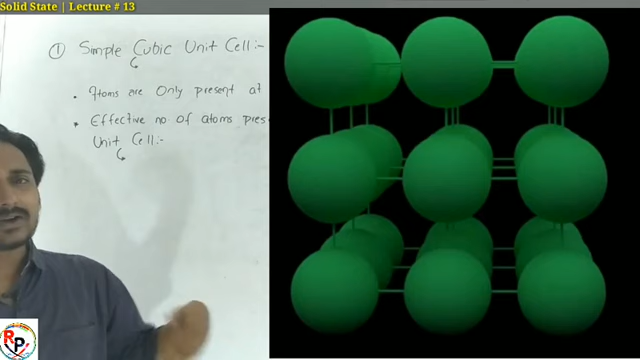 Solid State | Lecture # 13
① Simple Cubic Unit Cell:-
• Atoms are Only present at
• Effective no of atoms pres
Unit Cell:-
RP